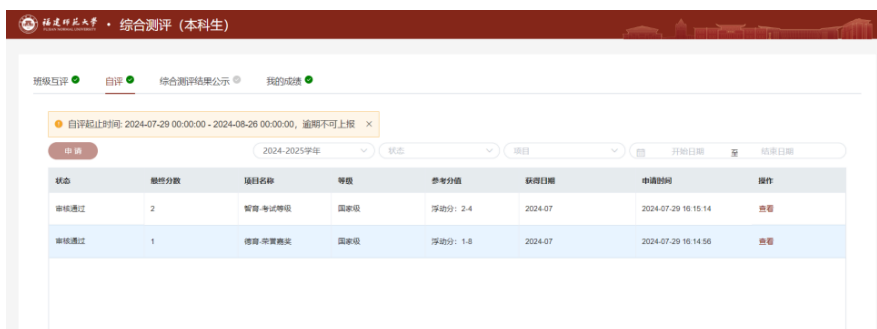 福建师范大学 · 综合测评（本科生）
FUJIAN NORMAL UNIVERSITY
班级互评 自评 综合测评结果公示 我的成绩
自评起止时间: 2024-07-29 00:00:00 - 2024-08-26 00:00:00，逾期不可上报 ×
申请 2024-2025学年 状态 项目 开始日期 至 结束日期
状态 最终分数 项目名称 等级 参考分值 获得日期 申请时间 操作
审核通过 2 智育-考试等级 国家级 浮动分：2-4 2024-07 2024-07-29 16:15:14 查看
审核通过 1 德育-荣誉嘉奖 国家级 浮动分：1-8 2024-07 2024-07-29 16:14:56 查看